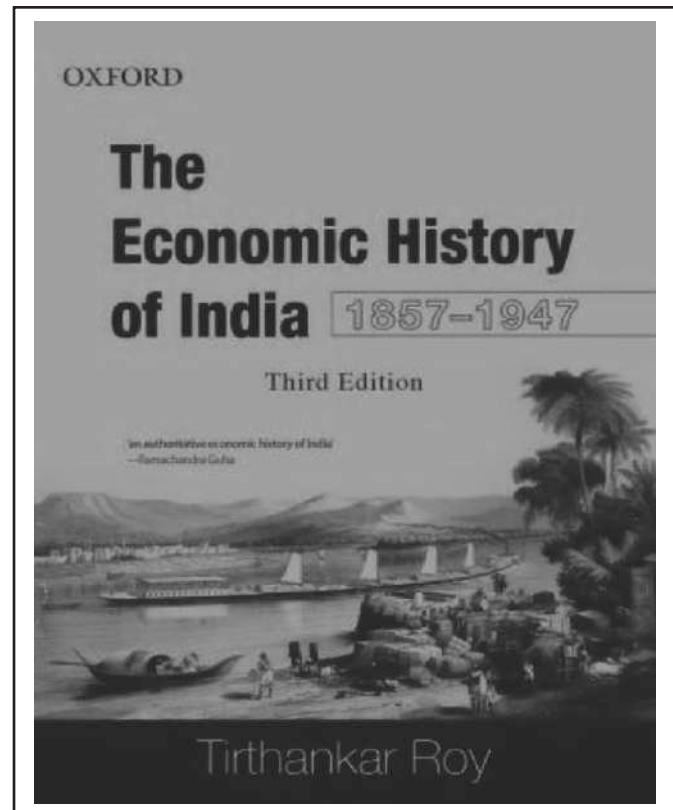 OXFORD
The
Economic History
of India 1857–1947
Third Edition
'an authoritative economic history of India'
—Ramachandra Guha
Tirthankar Roy